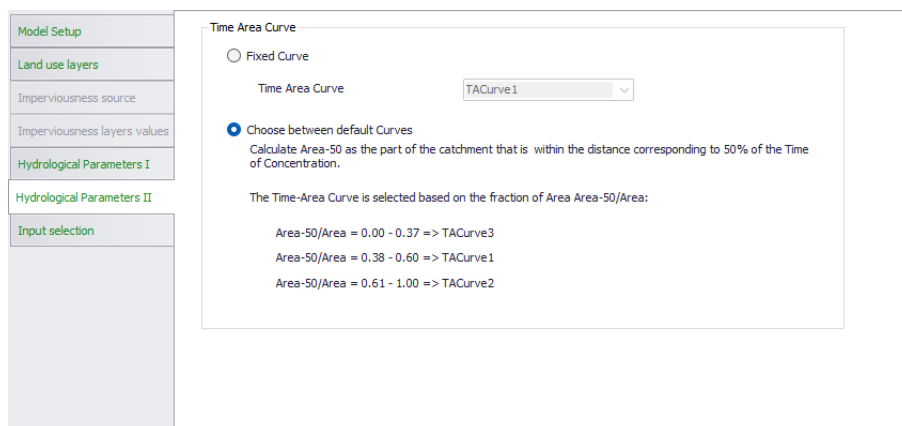 Model Setup
Land use layers
Imperviousness source
Imperviousness layers values
Hydrological Parameters I
Hydrological Parameters II
Input selection
Time Area Curve
Fixed Curve
Time Area Curve
TACurve1
Choose between default Curves
Calculate Area-50 as the part of the catchment that is within the distance corresponding to 50% of the Time
of Concentration.
The Time-Area Curve is selected based on the fraction of Area Area-50/Area:
Area-50/Area = 0.00 - 0.37 => TACurve3
Area-50/Area = 0.38 - 0.60 => TACurve1
Area-50/Area = 0.61 - 1.00 => TACurve2